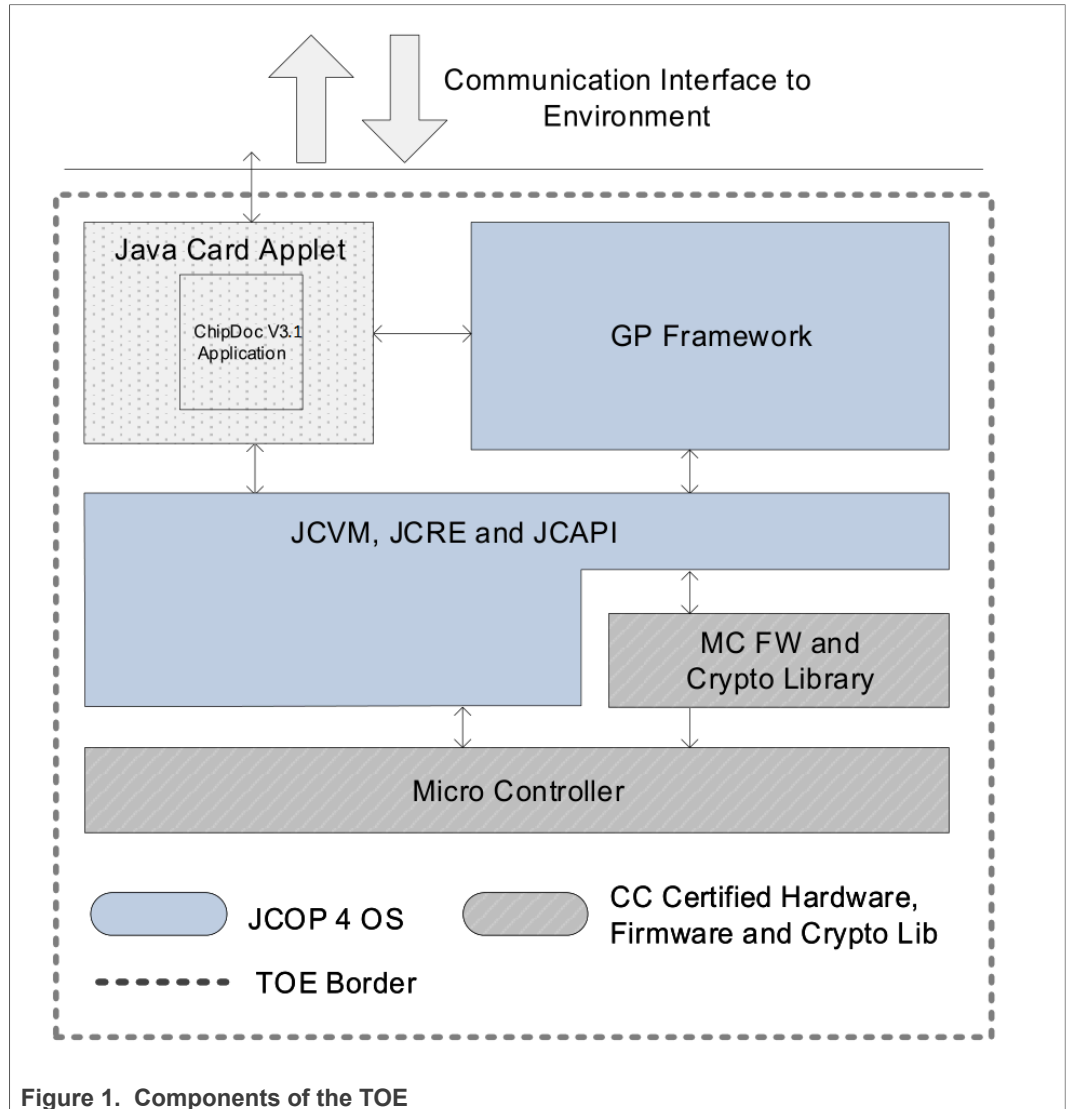 Communication Interface to
Environment
Java Card Applet
ChipDoc V3.1
Application
GP Framework
JCVM, JCRE and JCAPI
MC FW and
Crypto Library
Micro Controller
JCOP 4 OS
CC Certified Hardware,
Firmware and Crypto Lib
TOE Border
Figure 1. Components of the TOE